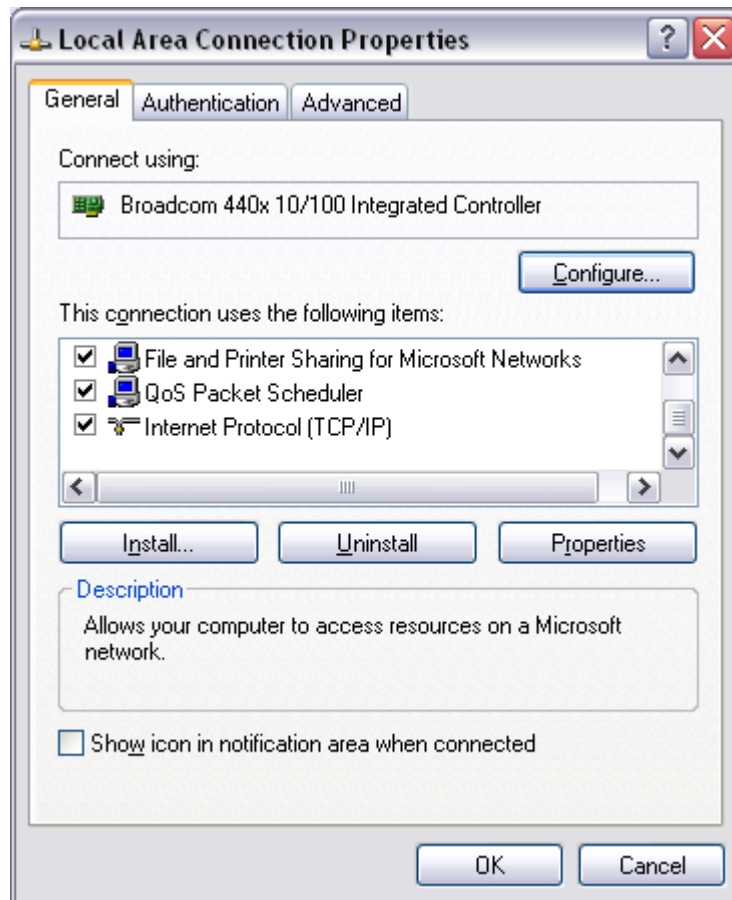 Local Area Connection Properties
General Authentication Advanced
Connect using:
Broadcom 440x 10/100 Integrated Controller
Configure...
This connection uses the following items:
File and Printer Sharing for Microsoft Networks
QoS Packet Scheduler
Internet Protocol (TCP/IP)
Install... Uninstall Properties
Description
Allows your computer to access resources on a Microsoft
network.
Show icon in notification area when connected
OK Cancel